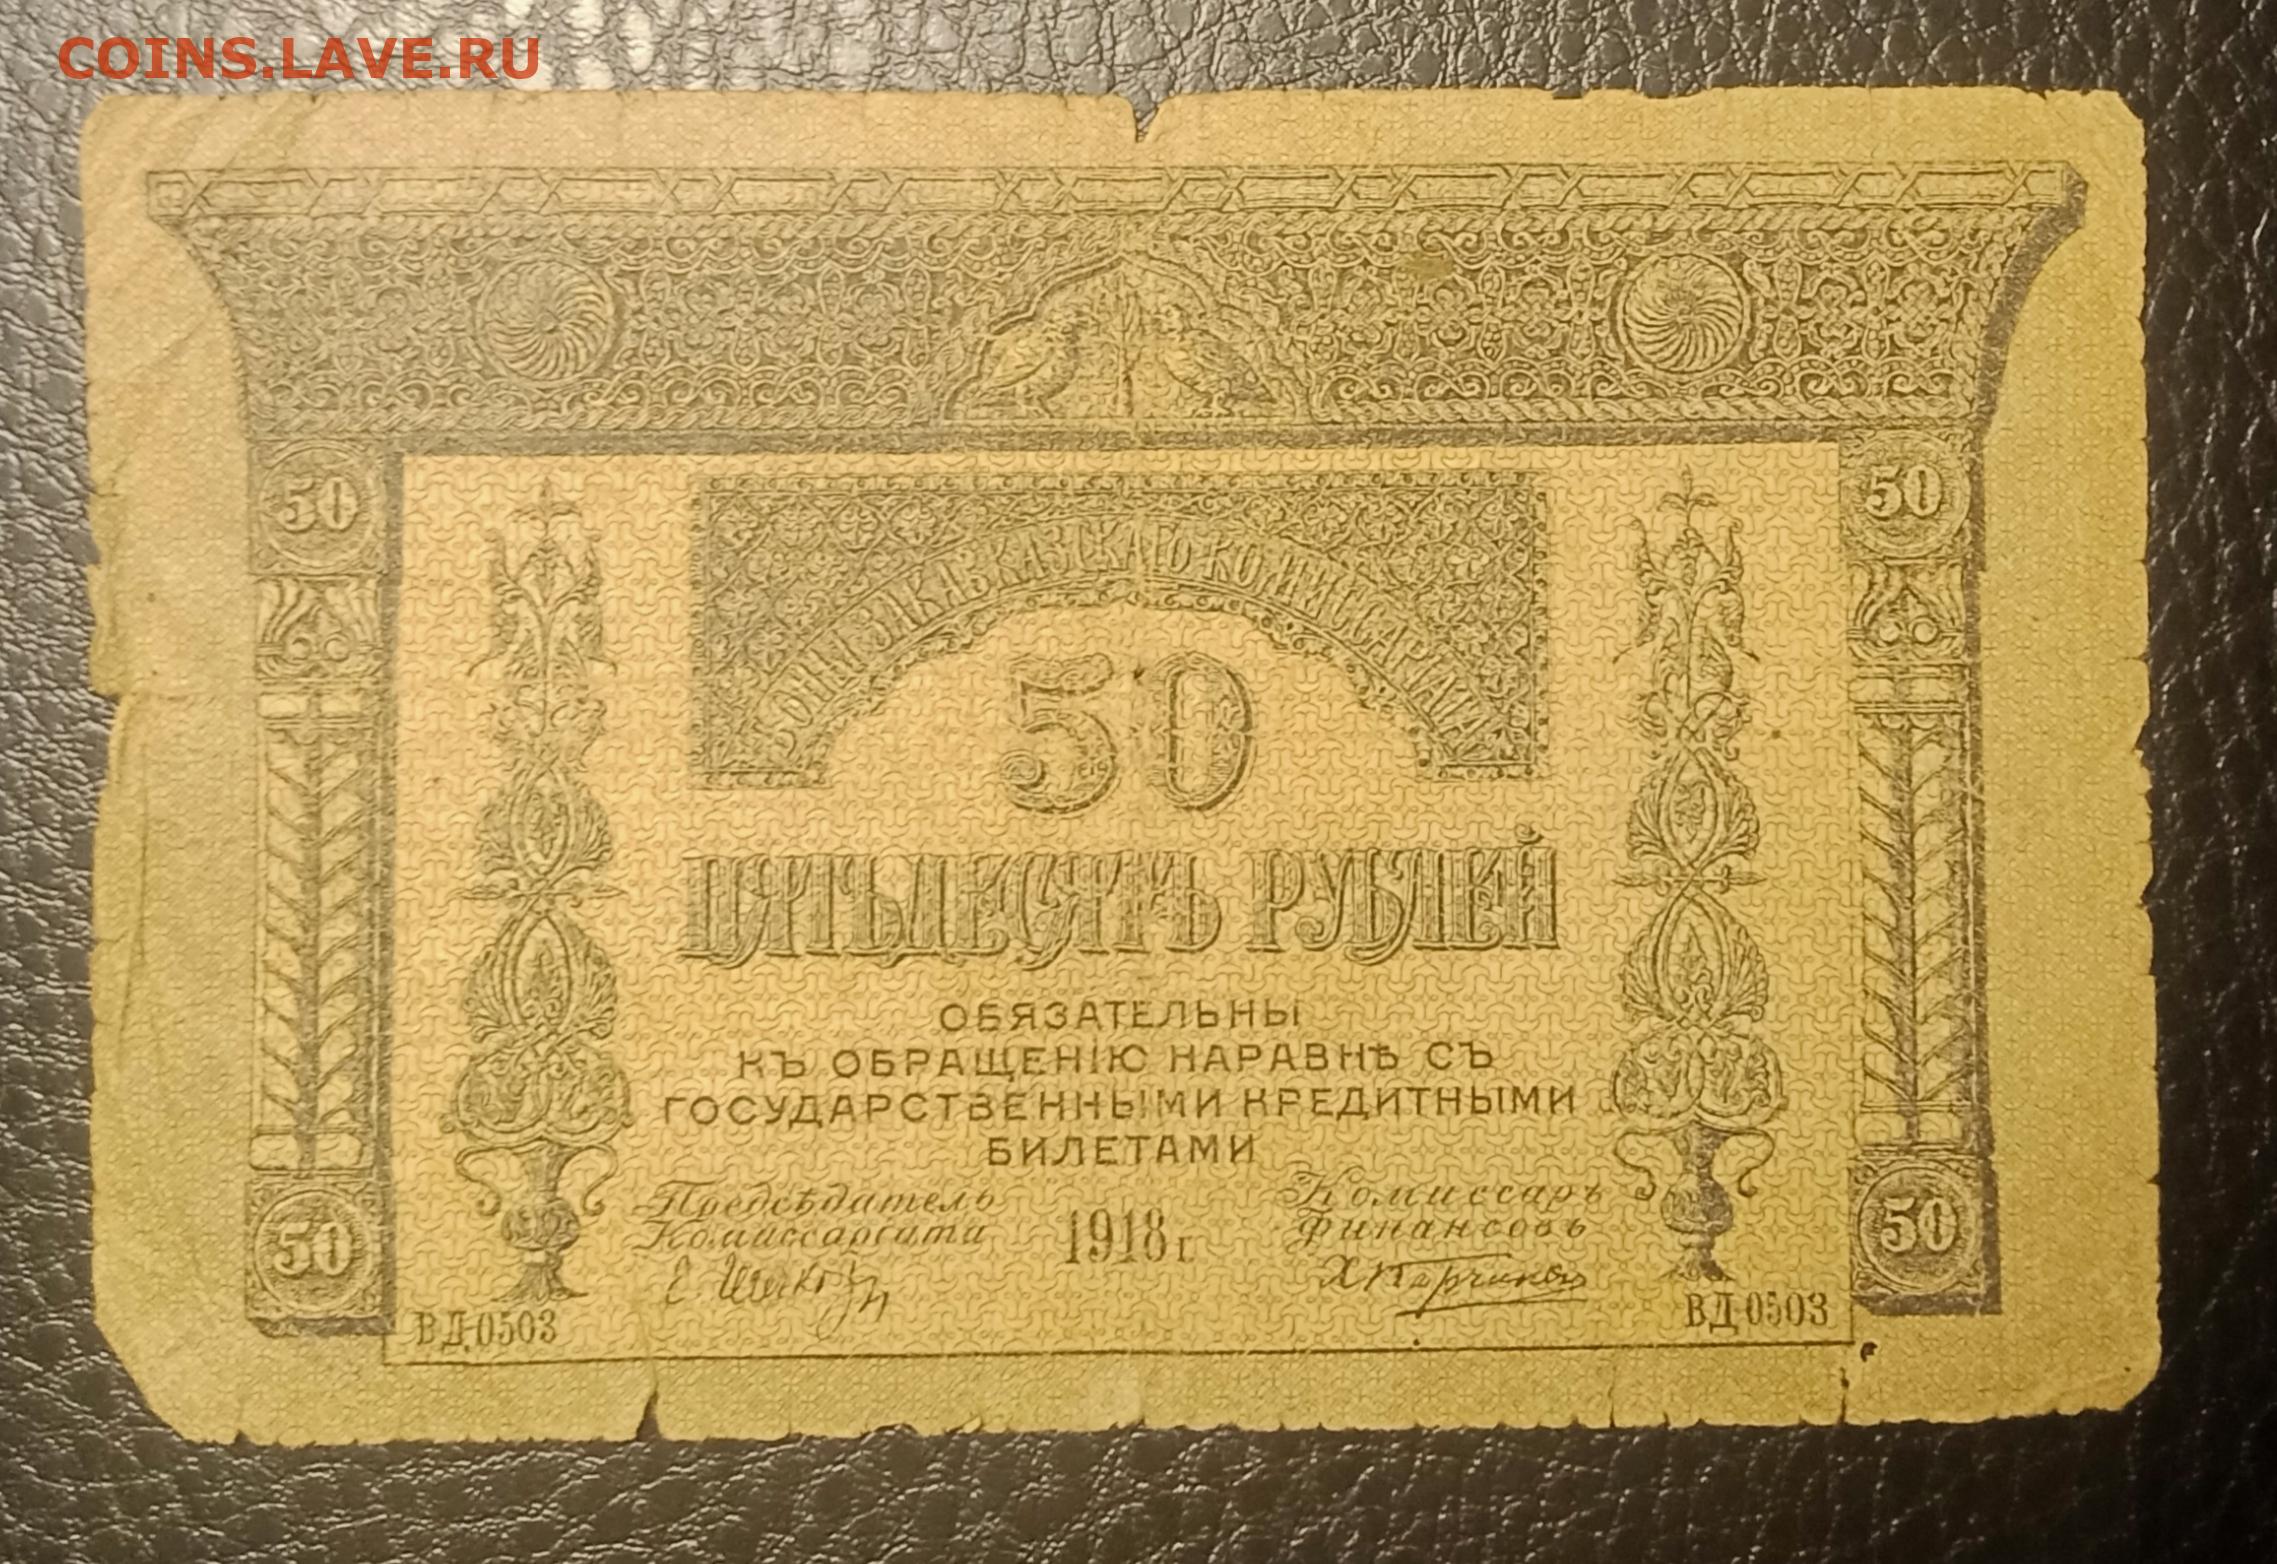 COINS.LAVE.RU
БОНЫ ЗАКАВКАЗСКАГО КОМИССАРІАТА
50 50
50
ПЯТЬДЕСЯТЪ РУБЛЕЙ
ОБЯЗАТЕЛЬНЫ
КЪ ОБРАЩЕНІЮ НАРАВНѢ СЪ
ГОСУДАРСТВЕННЫМИ КРЕДИТНЫМИ
БИЛЕТАМИ
Предсѣдатель
Комиссаріата
1918 г.
Комиссаръ
Финансовъ
50 50
ВД.0503 ВД 0503